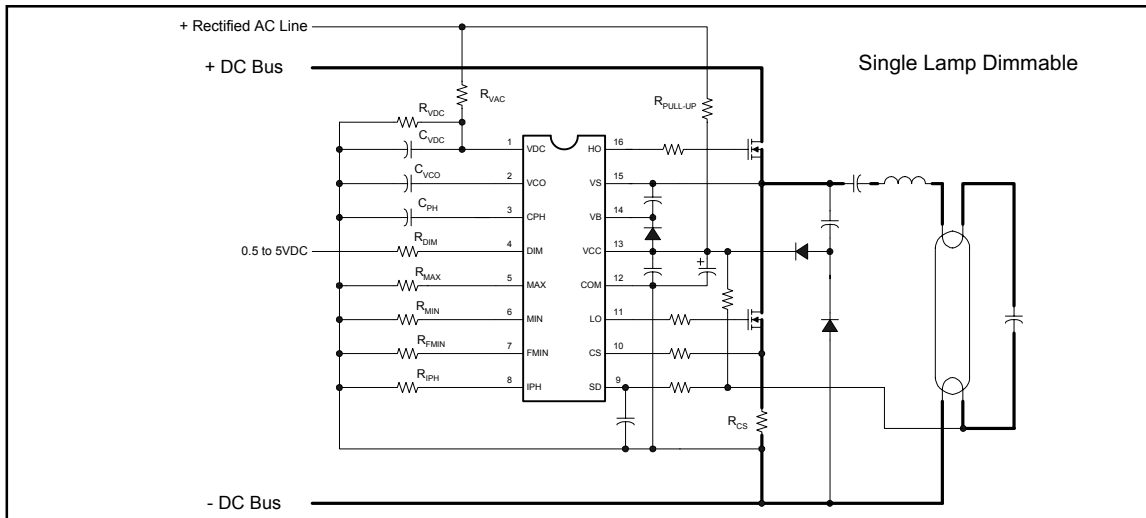 + Rectified AC Line
+ DC Bus
Single Lamp Dimmable
RVAC
RPULL-UP
RVDC
CVDC
1
VDC
HO
16
CVCO
2
VCO
VS
15
CPH
3
CPH
VB
14
0.5 to 5VDC
RDIM
4
DIM
VCC
13
RMAX
5
MAX
COM
12
+
RMIN
6
MIN
LO
11
RFMIN
7
FMIN
CS
10
RIPH
8
IPH
SD
9
RCS
- DC Bus